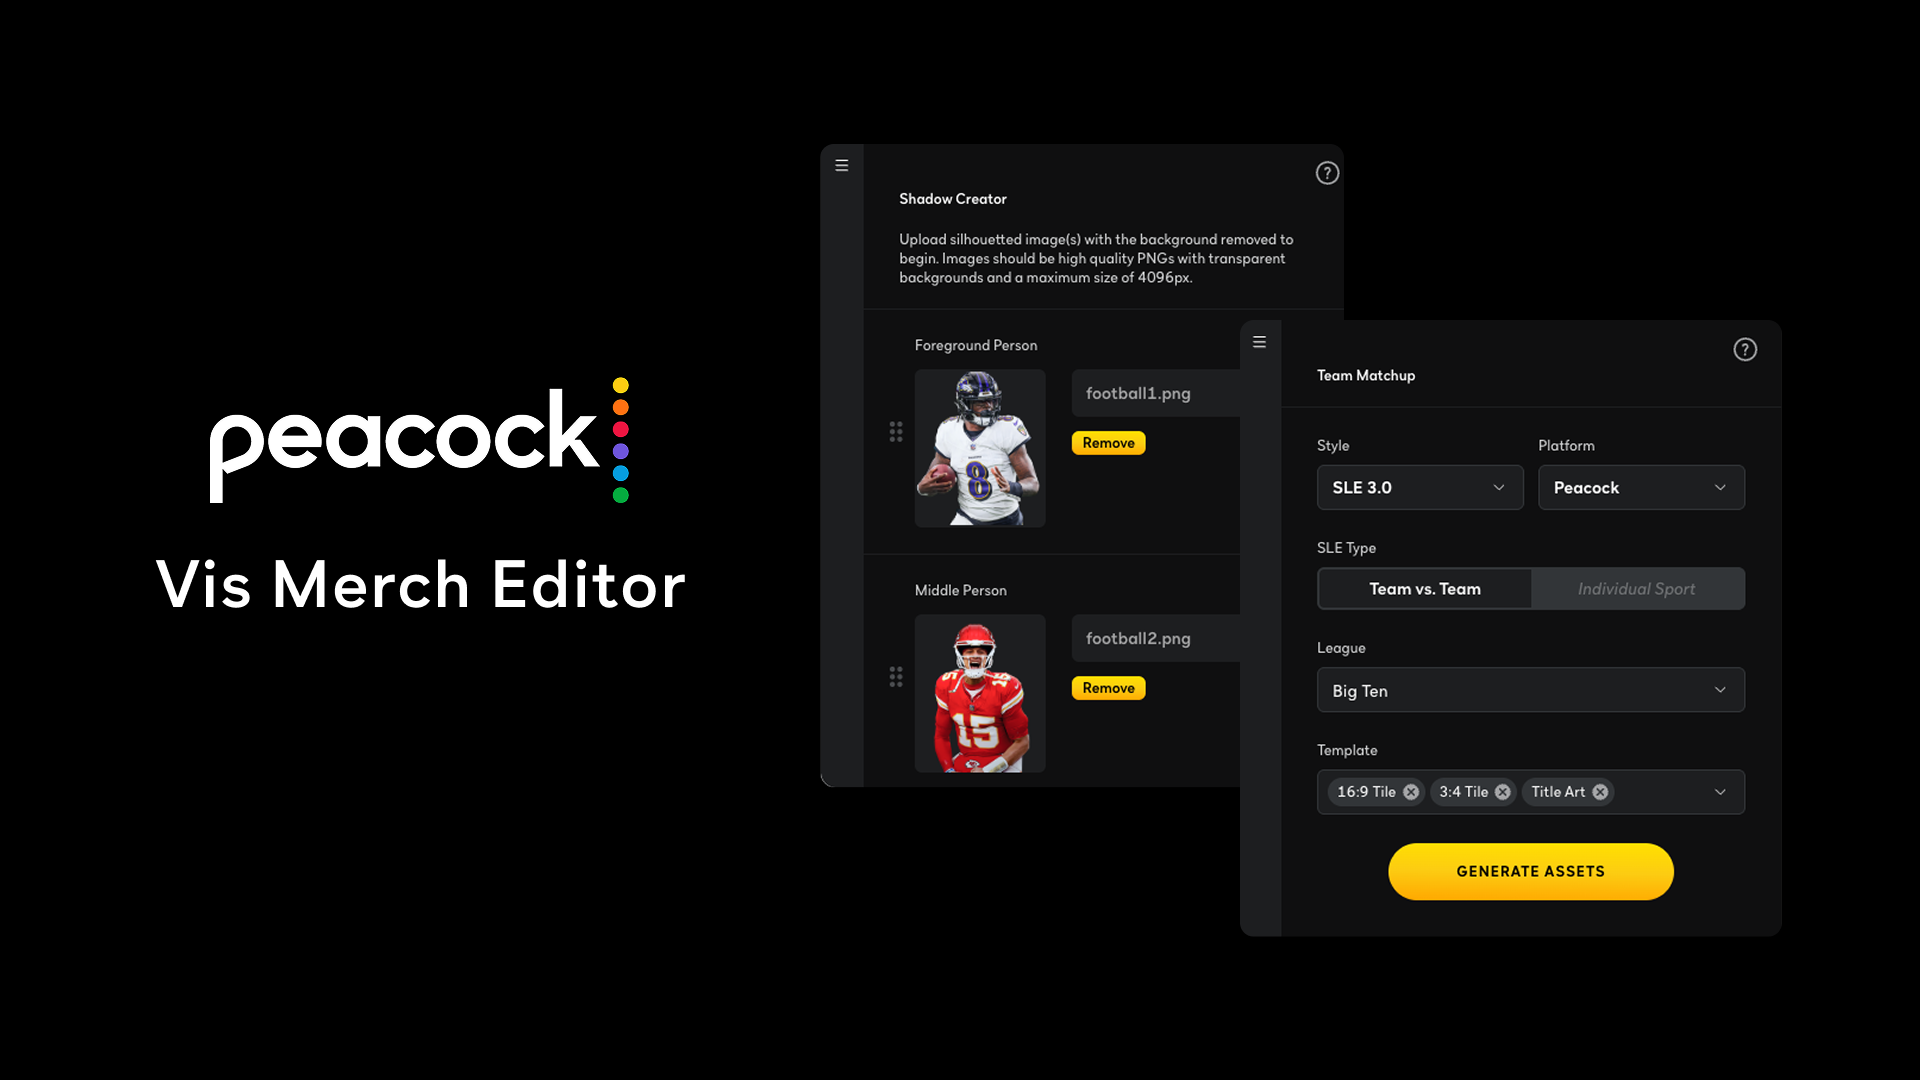 peacock
Vis Merch Editor
?
Shadow Creator
Upload silhouetted image(s) with the background removed to
begin. Images should be high quality PNGs with transparent
backgrounds and a maximum size of 4096px.
Foreground Person
8
football1.png
Remove
Middle Person
15
15
football2.png
Remove
?
Team Matchup
Style
Platform
SLE 3.0
Peacock
SLE Type
Team vs. Team
Individual Sport
League
Big Ten
Template
16:9 Tile
3:4 Tile
Title Art
GENERATE ASSETS